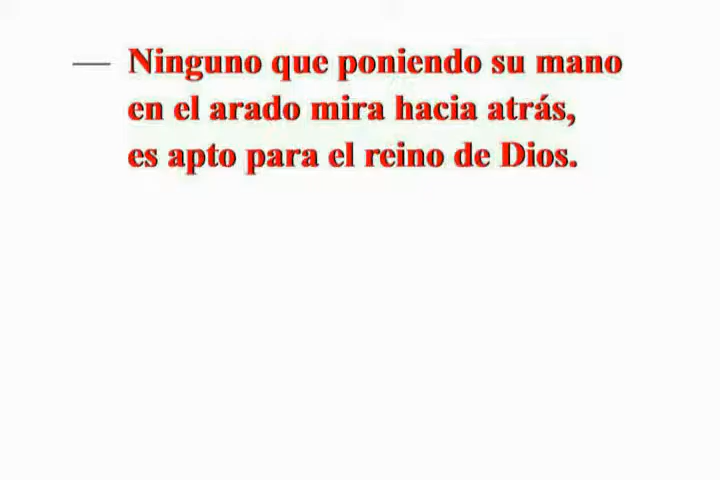 — Ninguno que poniendo su mano
en el arado mira hacia atrás,
es apto para el reino de Dios.